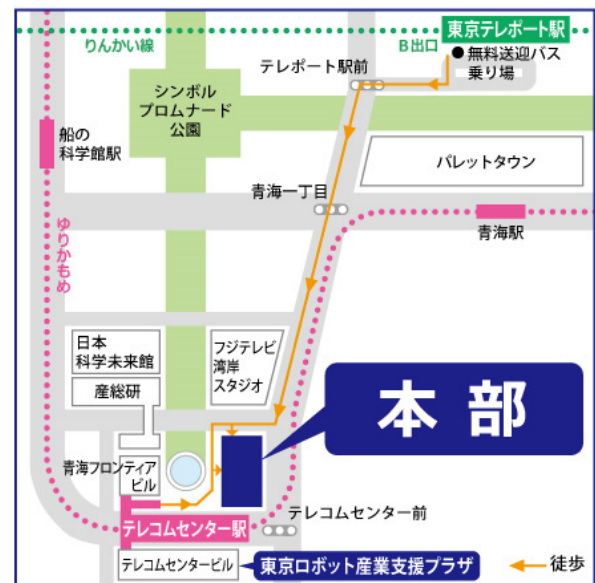 東京テレポート駅
りんかい線
B出口
● 無料送迎バス
乗り場
テレポート駅前
シンボル
プロムナード
公園
船の
科学館駅
パレットタウン
青海一丁目
青海駅
ゆりかもめ
日本
科学未来館
フジテレビ
湾岸
スタジオ
産総研
本部
青海フロンティア
ビル
テレコムセンター駅
テレコムセンター前
テレコムセンタービル
東京ロボット産業支援プラザ
徒歩